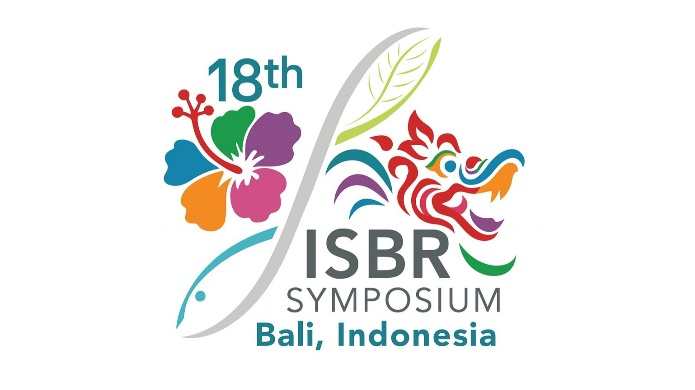 18th
ISBR
SYMPOSIUM
Bali, Indonesia